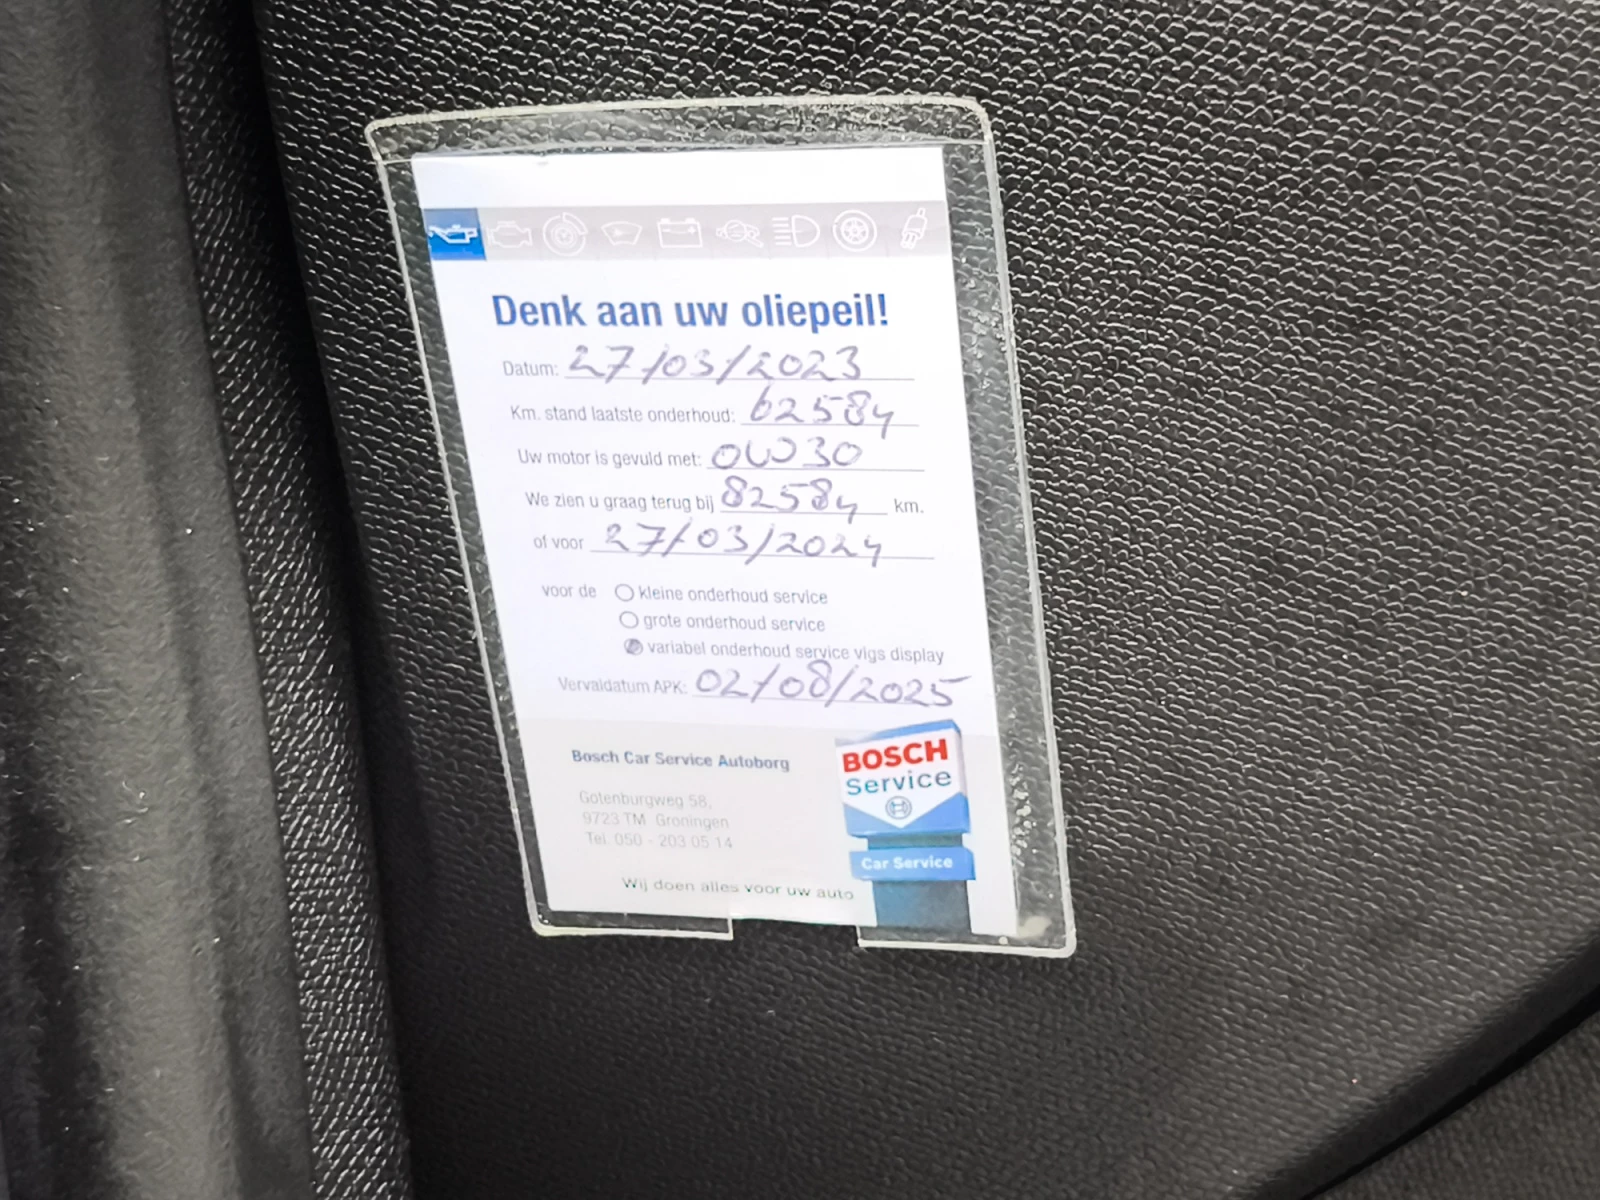 Denk aan uw oliepeil!
Datum: 27/03/2023
Km. stand laatste onderhoud: 62584
Uw motor is gevuld met: 0W30
We zien u graag terug bij 82584 km.
of voor 27/03/2024
voor de kleine onderhoud service
grote onderhoud service
variabel onderhoud service vlgs display
Vervaldatum APK: 02/08/2025
Bosch Car Service Autoborg
Gotenburgweg 58,
9723 TM Groningen
Tel. 050 - 203 05 14
Wij doen alles voor uw auto
BOSCH
Service
Car Service